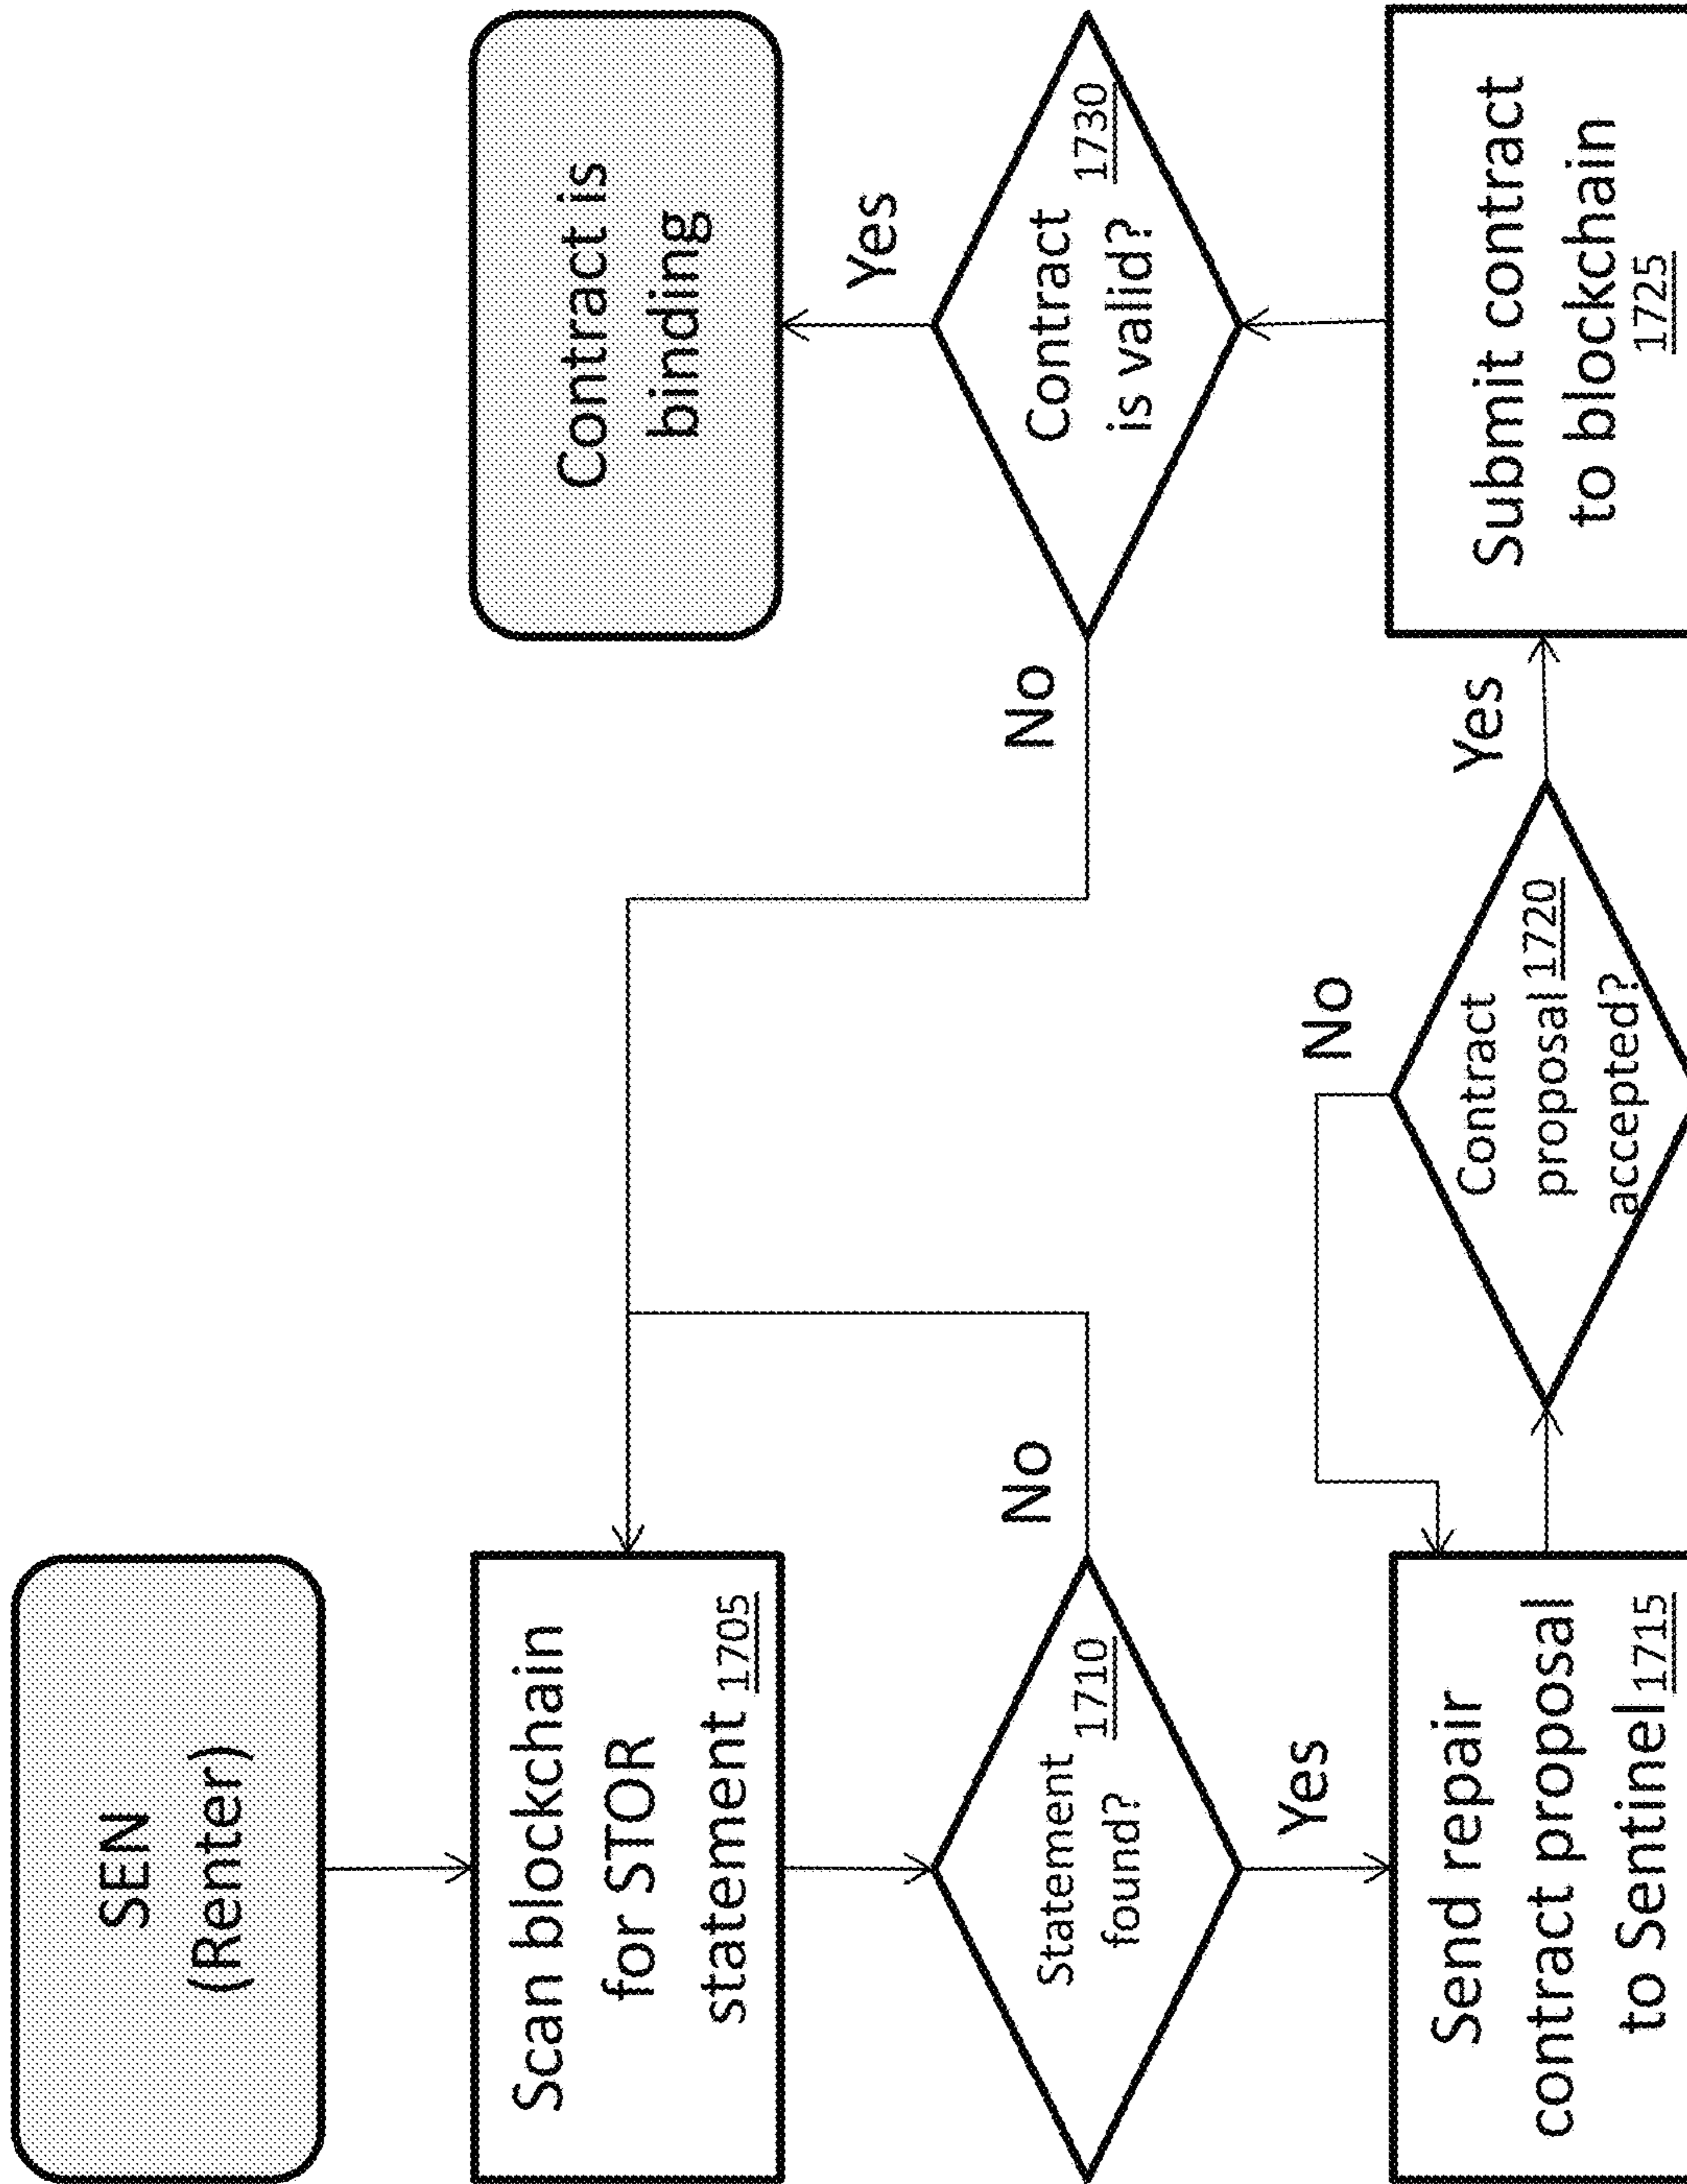 SEN
(Renter)
Scan blockchain
for STOR
statement 1705
No
Statement 1710
found?
Yes
Send repair
contract proposal
to Sentinel 1715
No
Contract
proposal 1720
accepted?
Yes
Submit contract
to blockchain
1725
Contract 1730
is valid?
No
Yes
Contract is
binding